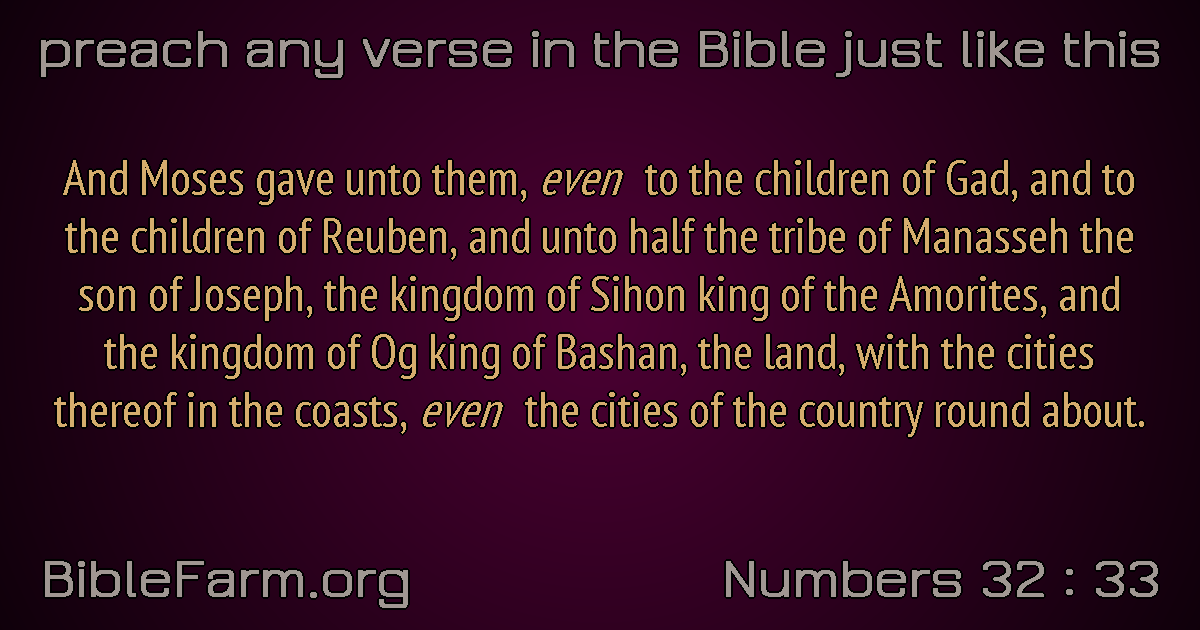 preach any verse in the Bible just like this
And Moses gave unto them, even to the children of Gad, and to
the children of Reuben, and unto half the tribe of Manasseh the
son of Joseph, the kingdom of Sihon king of the Amorites, and
the kingdom of Og king of Bashan, the land, with the cities
thereof in the coasts, even the cities of the country round about.
BibleFarm.org
Numbers 32 : 33